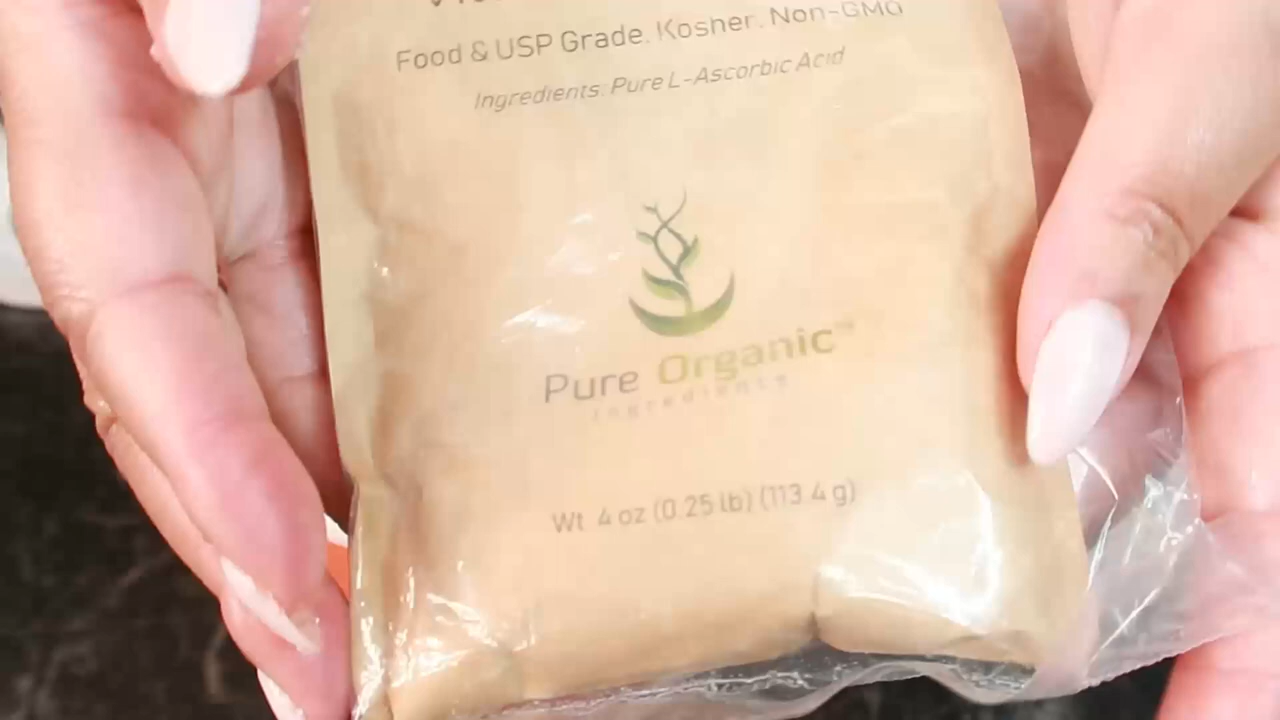 Food & USP Grade. Kosher. Non-GMO
Ingredients: Pure L-Ascorbic Acid
Pure Organic™
Ingredients
Wt 4 oz (0.25 lb) (113.4 g)